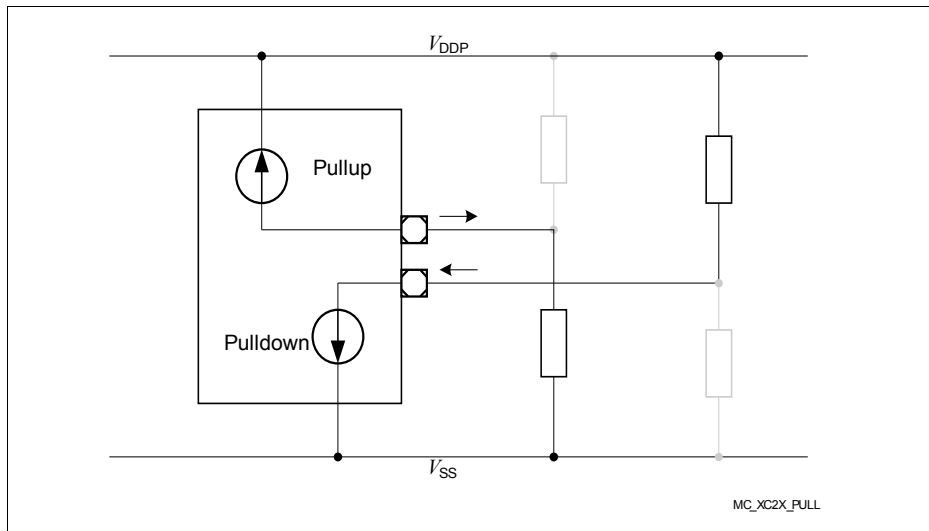 VDDP
Pullup
Pulldown
VSS
MC_XC2X_PULL